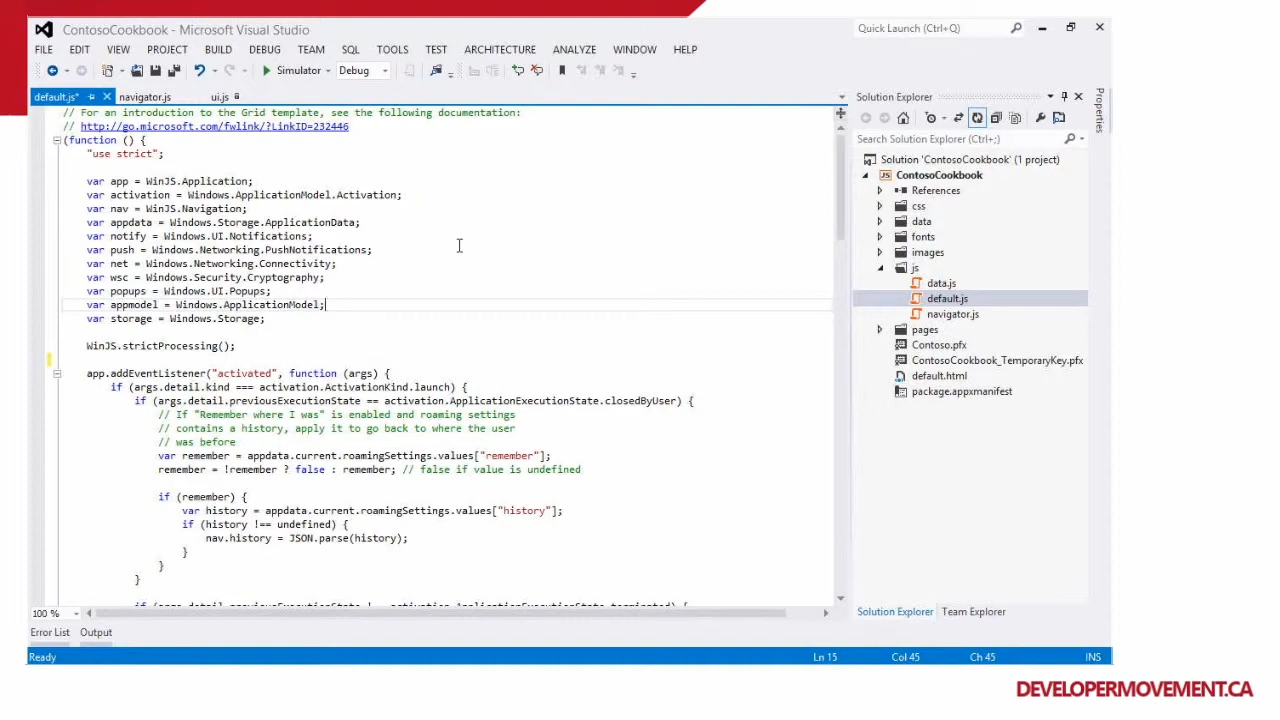 ContosoCookbook - Microsoft Visual Studio
Quick Launch (Ctrl+Q)
FILE EDIT VIEW PROJECT BUILD DEBUG TEAM SQL TOOLS TEST ARCHITECTURE ANALYZE WINDOW HELP
Simulator Debug
default.js* navigator.js ui.js
// For an introduction to the Grid template, see the following documentation:
// http://go.microsoft.com/fwlink/?LinkID=232446
(function () {
"use strict";
var app = WinJS.Application;
var activation = Windows.ApplicationModel.Activation;
var nav = WinJS.Navigation;
var appdata = Windows.Storage.ApplicationData;
var notify = Windows.UI.Notifications;
var push = Windows.Networking.PushNotifications;
var net = Windows.Networking.Connectivity;
var wsc = Windows.Security.Cryptography;
var popups = Windows.UI.Popups;
var appmodel = Windows.ApplicationModel;
var storage = Windows.Storage;
WinJS.strictProcessing();
app.addEventListener("activated", function (args) {
if (args.detail.kind === activation.ActivationKind.launch) {
if (args.detail.previousExecutionState == activation.ApplicationExecutionState.closedByUser) {
// If "Remember where I was" is enabled and roaming settings
// contains a history, apply it to go back to where the user
// was before
var remember = appdata.current.roamingSettings.values["remember"];
remember = !remember ? false : remember; // false if value is undefined
if (remember) {
var history = appdata.current.roamingSettings.values["history"];
if (history !== undefined) {
nav.history = JSON.parse(history);
}
}
}
100 %
Error List Output
Solution Explorer
Search Solution Explorer (Ctrl+;)
Solution 'ContosoCookbook' (1 project)
JS ContosoCookbook
References
css
data
fonts
images
js
data.js
default.js
navigator.js
pages
Contoso.pfx
ContosoCookbook_TemporaryKey.pfx
default.html
package.appxmanifest
Solution Explorer Team Explorer
Properties
Ready Ln 15 Col 45 Ch 45 INS
DEVELOPERMOVEMENT.CA